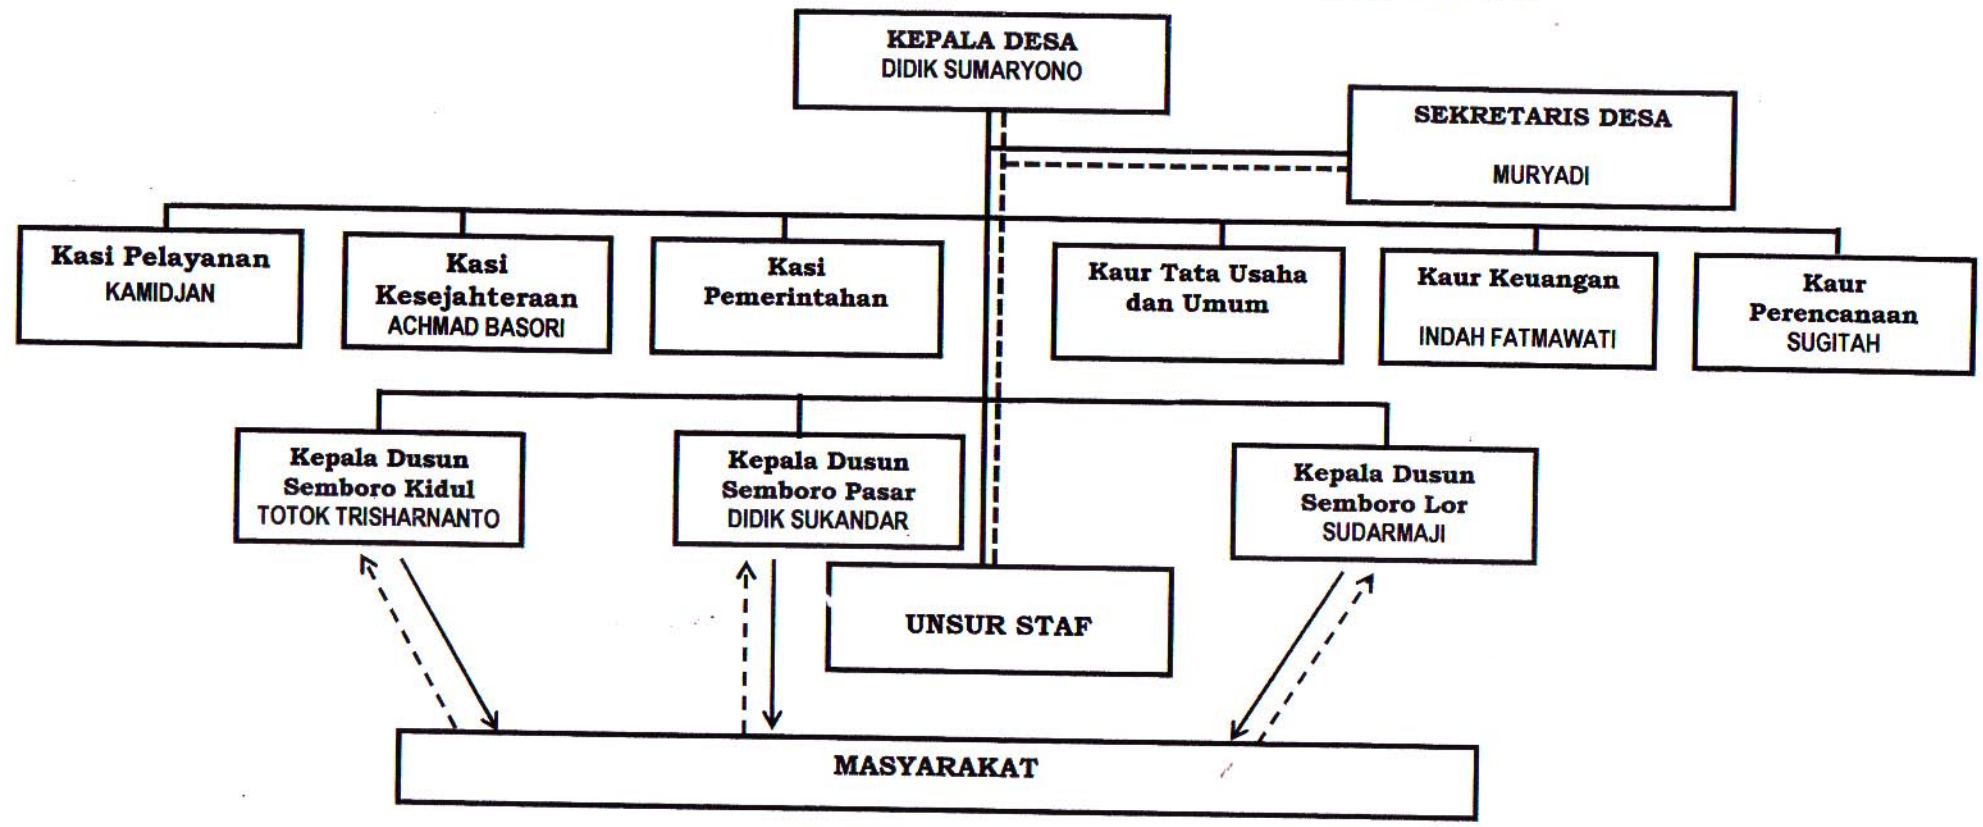 KEPALA DESA
DIDIK SUMARYONO
SEKRETARIS DESA
MURYADI
Kasi Pelayanan
KAMIDJAN
Kasi
Kesejahteraan
ACHMAD BASORI
Kasi
Pemerintahan
Kaur Tata Usaha
dan Umum
Kaur Keuangan
INDAH FATMAWATI
Kaur
Perencanaan
SUGITAH
Kepala Dusun
Semboro Kidul
TOTOK TRISHARNANTO
Kepala Dusun
Semboro Pasar
DIDIK SUKANDAR
Kepala Dusun
Semboro Lor
SUDARMAJI
UNSUR STAF
MASYARAKAT